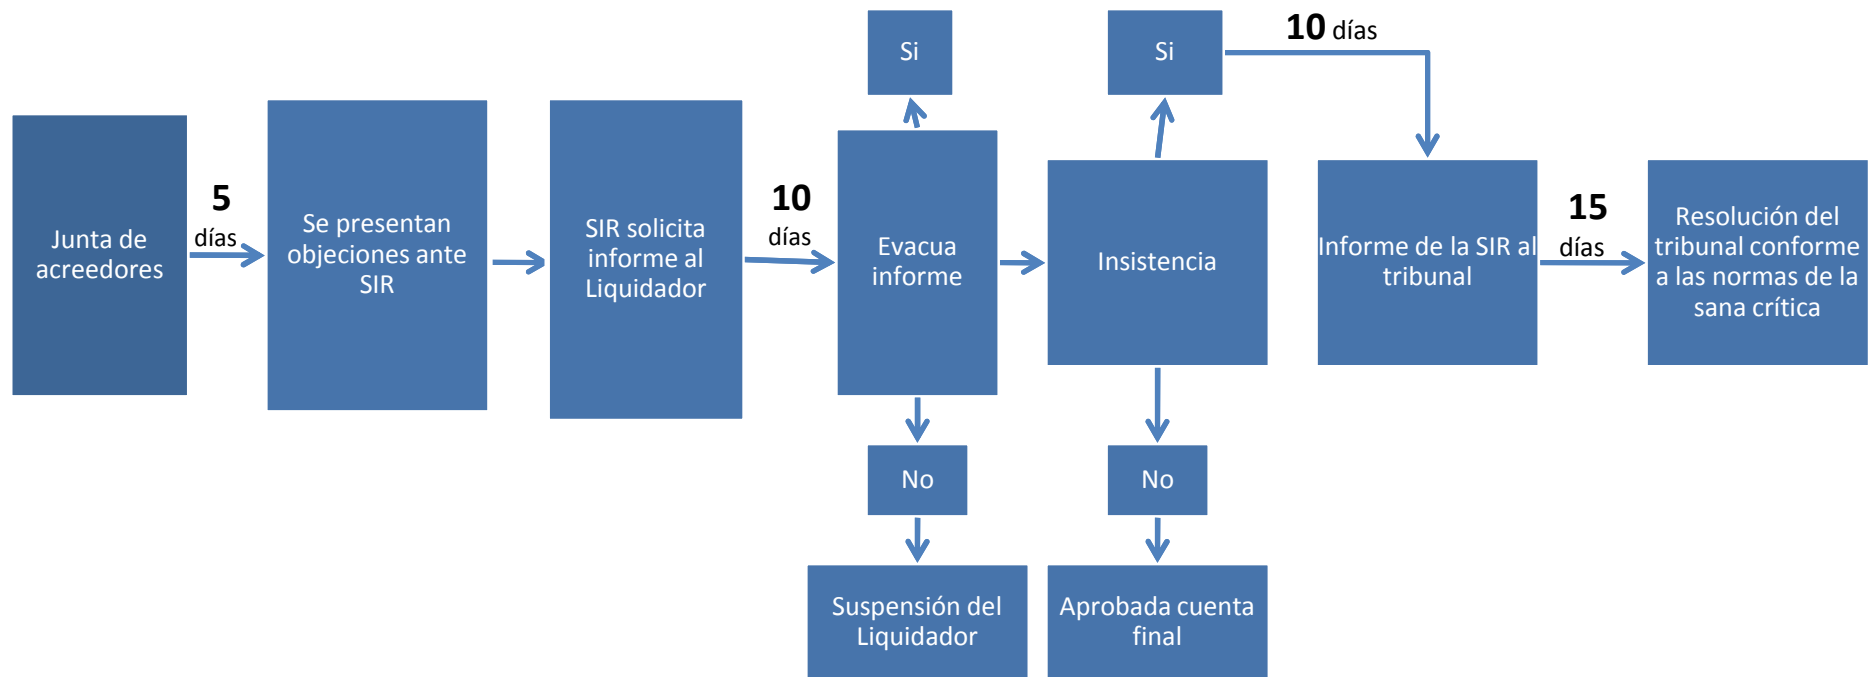 Si
Si
10 días
Junta de
acreedores
5
días
Se presentan
objeciones ante
SIR
SIR solicita
informe al
Liquidador
10
días
Evacua
informe
Insistencia
Informe de la SIR al
tribunal
15
días
Resolución del
tribunal conforme
a las normas de la
sana crítica
No
No
Suspensión del
Liquidador
Aprobada cuenta
final